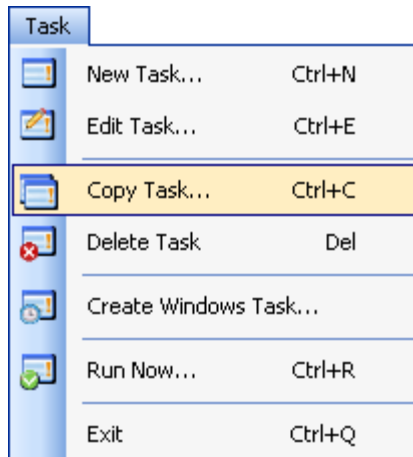 Task
New Task... Ctrl+N
Edit Task... Ctrl+E
Copy Task... Ctrl+C
Delete Task Del
Create Windows Task...
Run Now... Ctrl+R
Exit Ctrl+Q